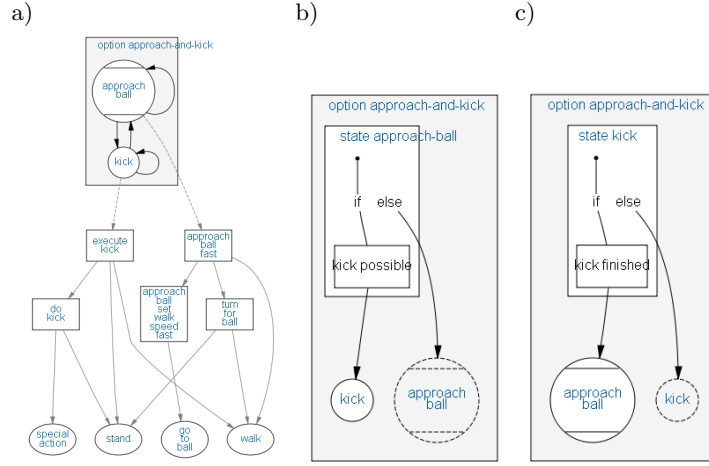 a)
b)
c)
option approach-and-kick
approach
ball
kick
execute
kick
approach
ball
fast
do
kick
approach
ball
set
walk
speed
fast
turn
for
ball
special
action
stand
go
to
ball
walk
option approach-and-kick
state approach-ball
if else
kick possible
kick
approach
ball
option approach-and-kick
state kick
if else
kick finished
approach
ball
kick